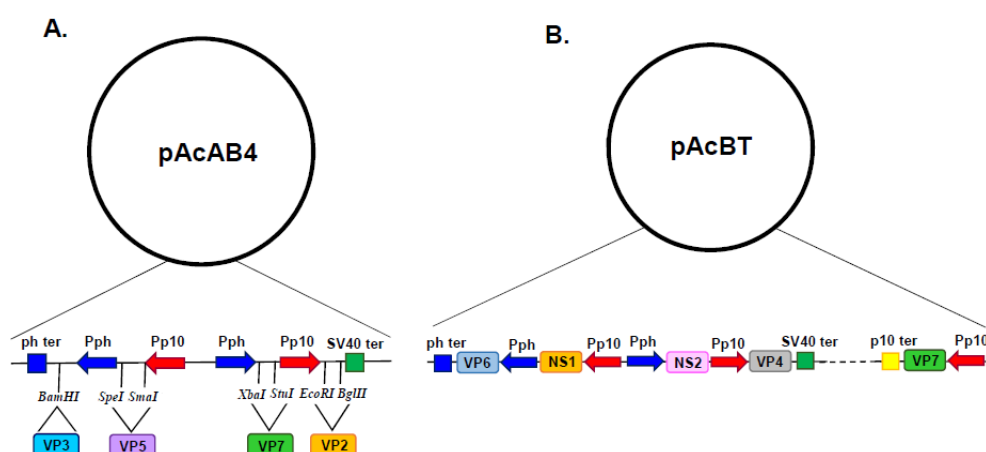 A.
pAcAB4
ph ter Pph Pp10 Pph Pp10 SV40 ter
BamHI SpeI SmaI XbaI StuI EcoRI BglII
VP3 VP5 VP7 VP2
B.
pAcBT
ph ter Pph Pp10 Pph Pp10 SV40 ter p10 ter Pp10
VP6 NS1 NS2 VP4 VP7